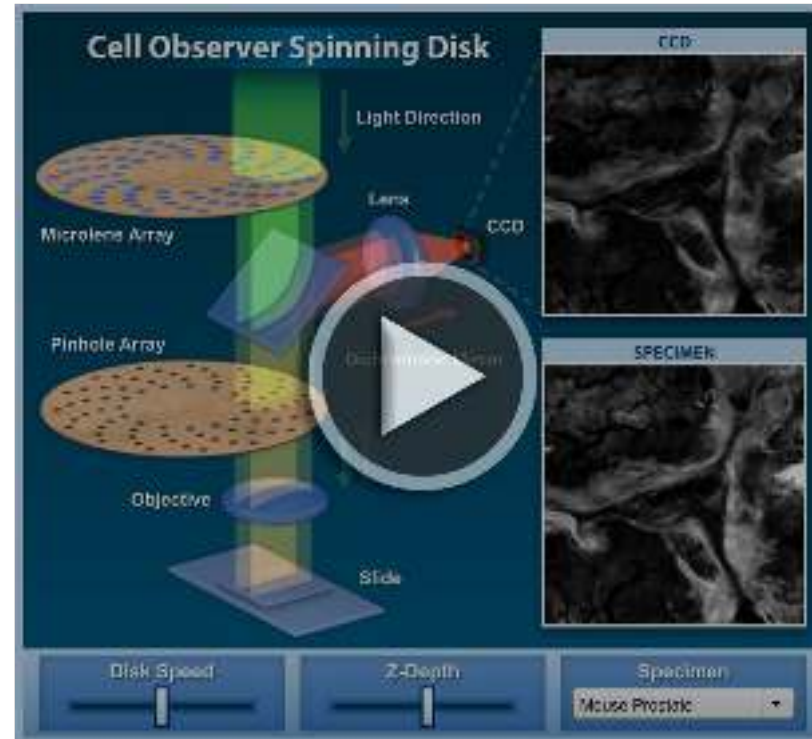 Cell Observer Spinning Disk
CCD
Light Direction
Lens
CCD
Microlens Array
Pinhole Array
SPECIMEN
Objective
Slide
Disk Speed
Z-Depth
Specimen
Mouse Prostate